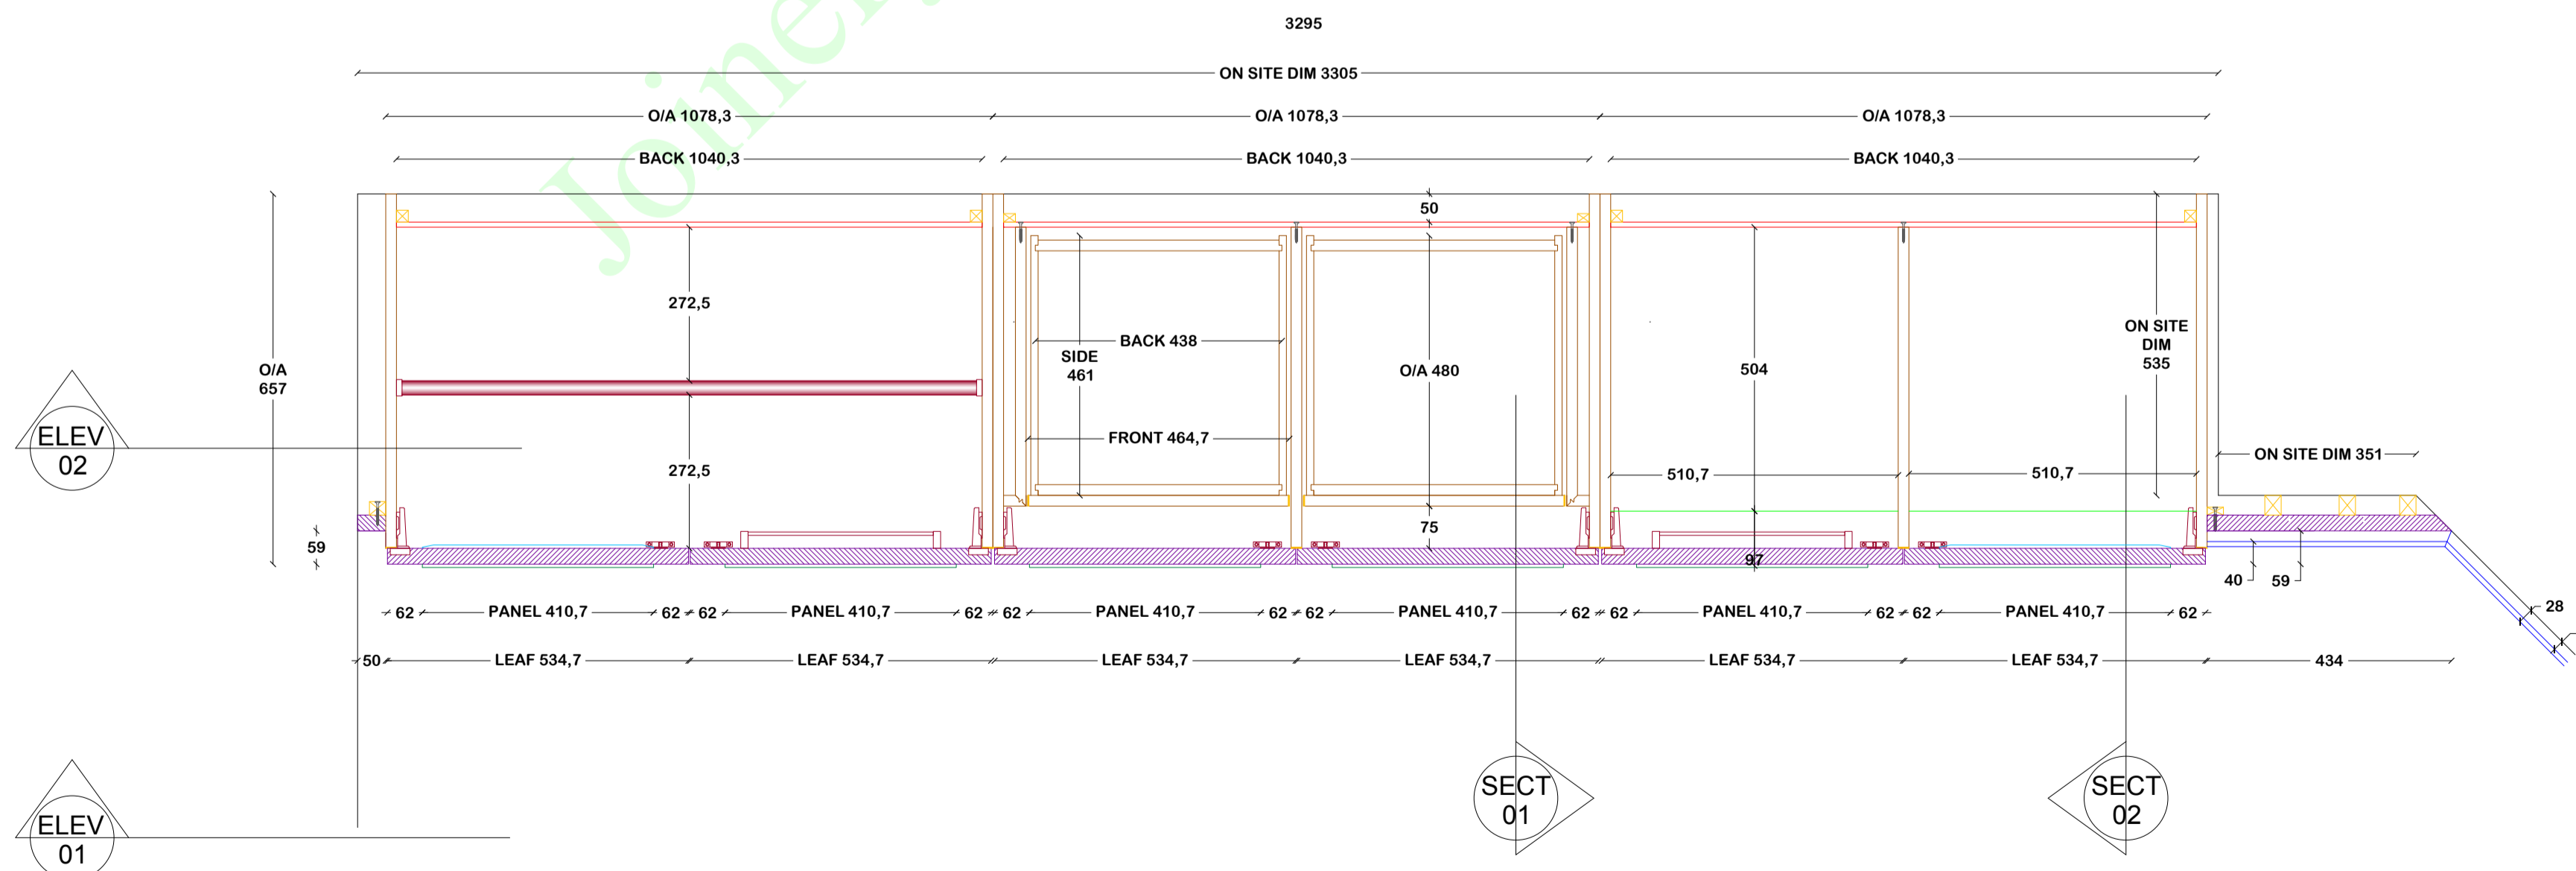 3295
ON SITE DIM 3305
O/A 1078,3
O/A 1078,3
O/A 1078,3
BACK 1040,3
BACK 1040,3
BACK 1040,3
50
272,5
BACK 438
SIDE
461
O/A 480
504
ON SITE
DIM
535
O/A
657
ELEV
02
FRONT 464,7
272,5
510,7
510,7
ON SITE DIM 351
75
59
97
40
59
62
PANEL 410,7
62
62
PANEL 410,7
62
62
PANEL 410,7
62
62
PANEL 410,7
62
62
PANEL 410,7
62
62
PANEL 410,7
62
28
50
LEAF 534,7
LEAF 534,7
LEAF 534,7
LEAF 534,7
LEAF 534,7
LEAF 534,7
434
SECT
01
SECT
02
ELEV
01